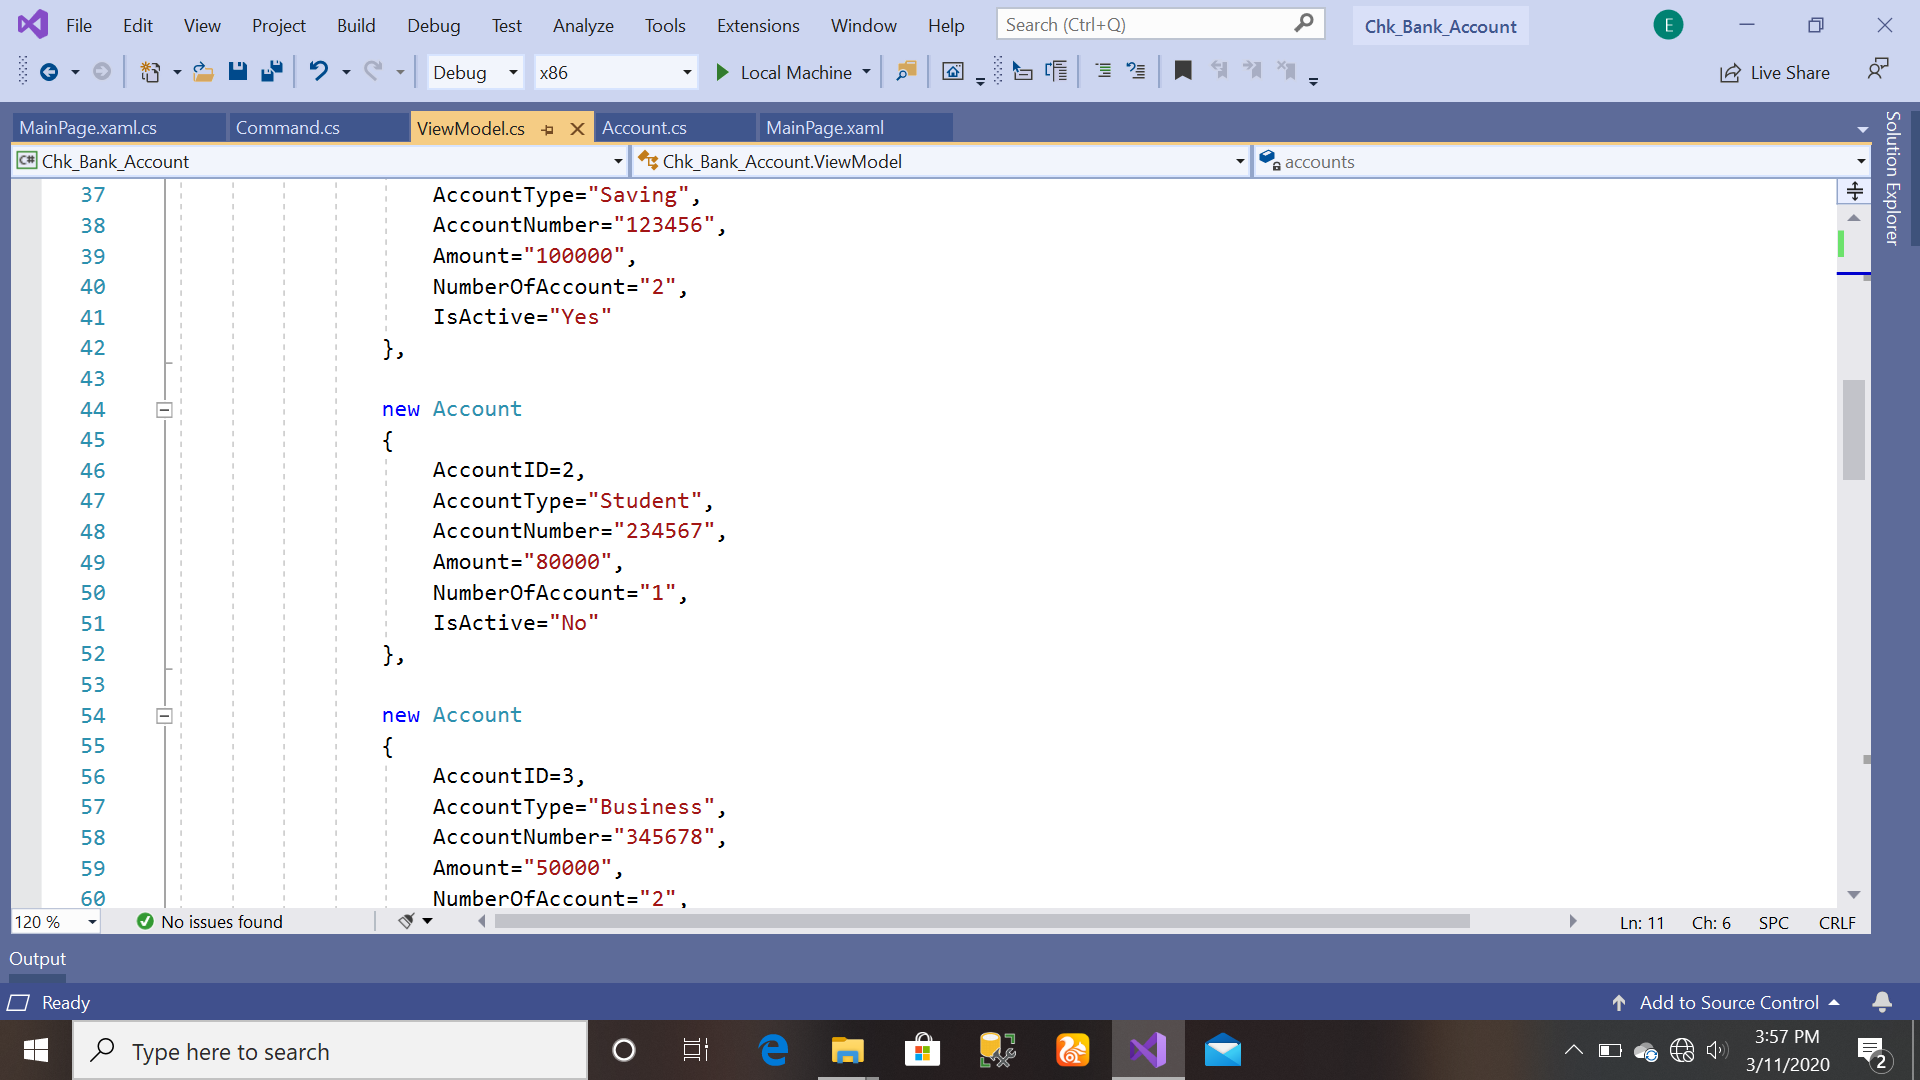 File Edit View Project Build Debug Test Analyze Tools Extensions Window Help Search (Ctrl+Q) Chk_Bank_Account E
Debug x86 Local Machine Live Share
MainPage.xaml.cs Command.cs ViewModel.cs Account.cs MainPage.xaml
C# Chk_Bank_Account Chk_Bank_Account.ViewModel accounts
Solution Explorer
37 AccountType="Saving",
38 AccountNumber="123456",
39 Amount="100000",
40 NumberOfAccount="2",
41 IsActive="Yes"
42 },
43
44 new Account
45 {
46 AccountID=2,
47 AccountType="Student",
48 AccountNumber="234567",
49 Amount="80000",
50 NumberOfAccount="1",
51 IsActive="No"
52 },
53
54 new Account
55 {
56 AccountID=3,
57 AccountType="Business",
58 AccountNumber="345678",
59 Amount="50000",
60 NumberOfAccount="2",
120 % No issues found Ln: 11 Ch: 6 SPC CRLF
Output
Ready Add to Source Control
Type here to search
3:57 PM
3/11/2020
2